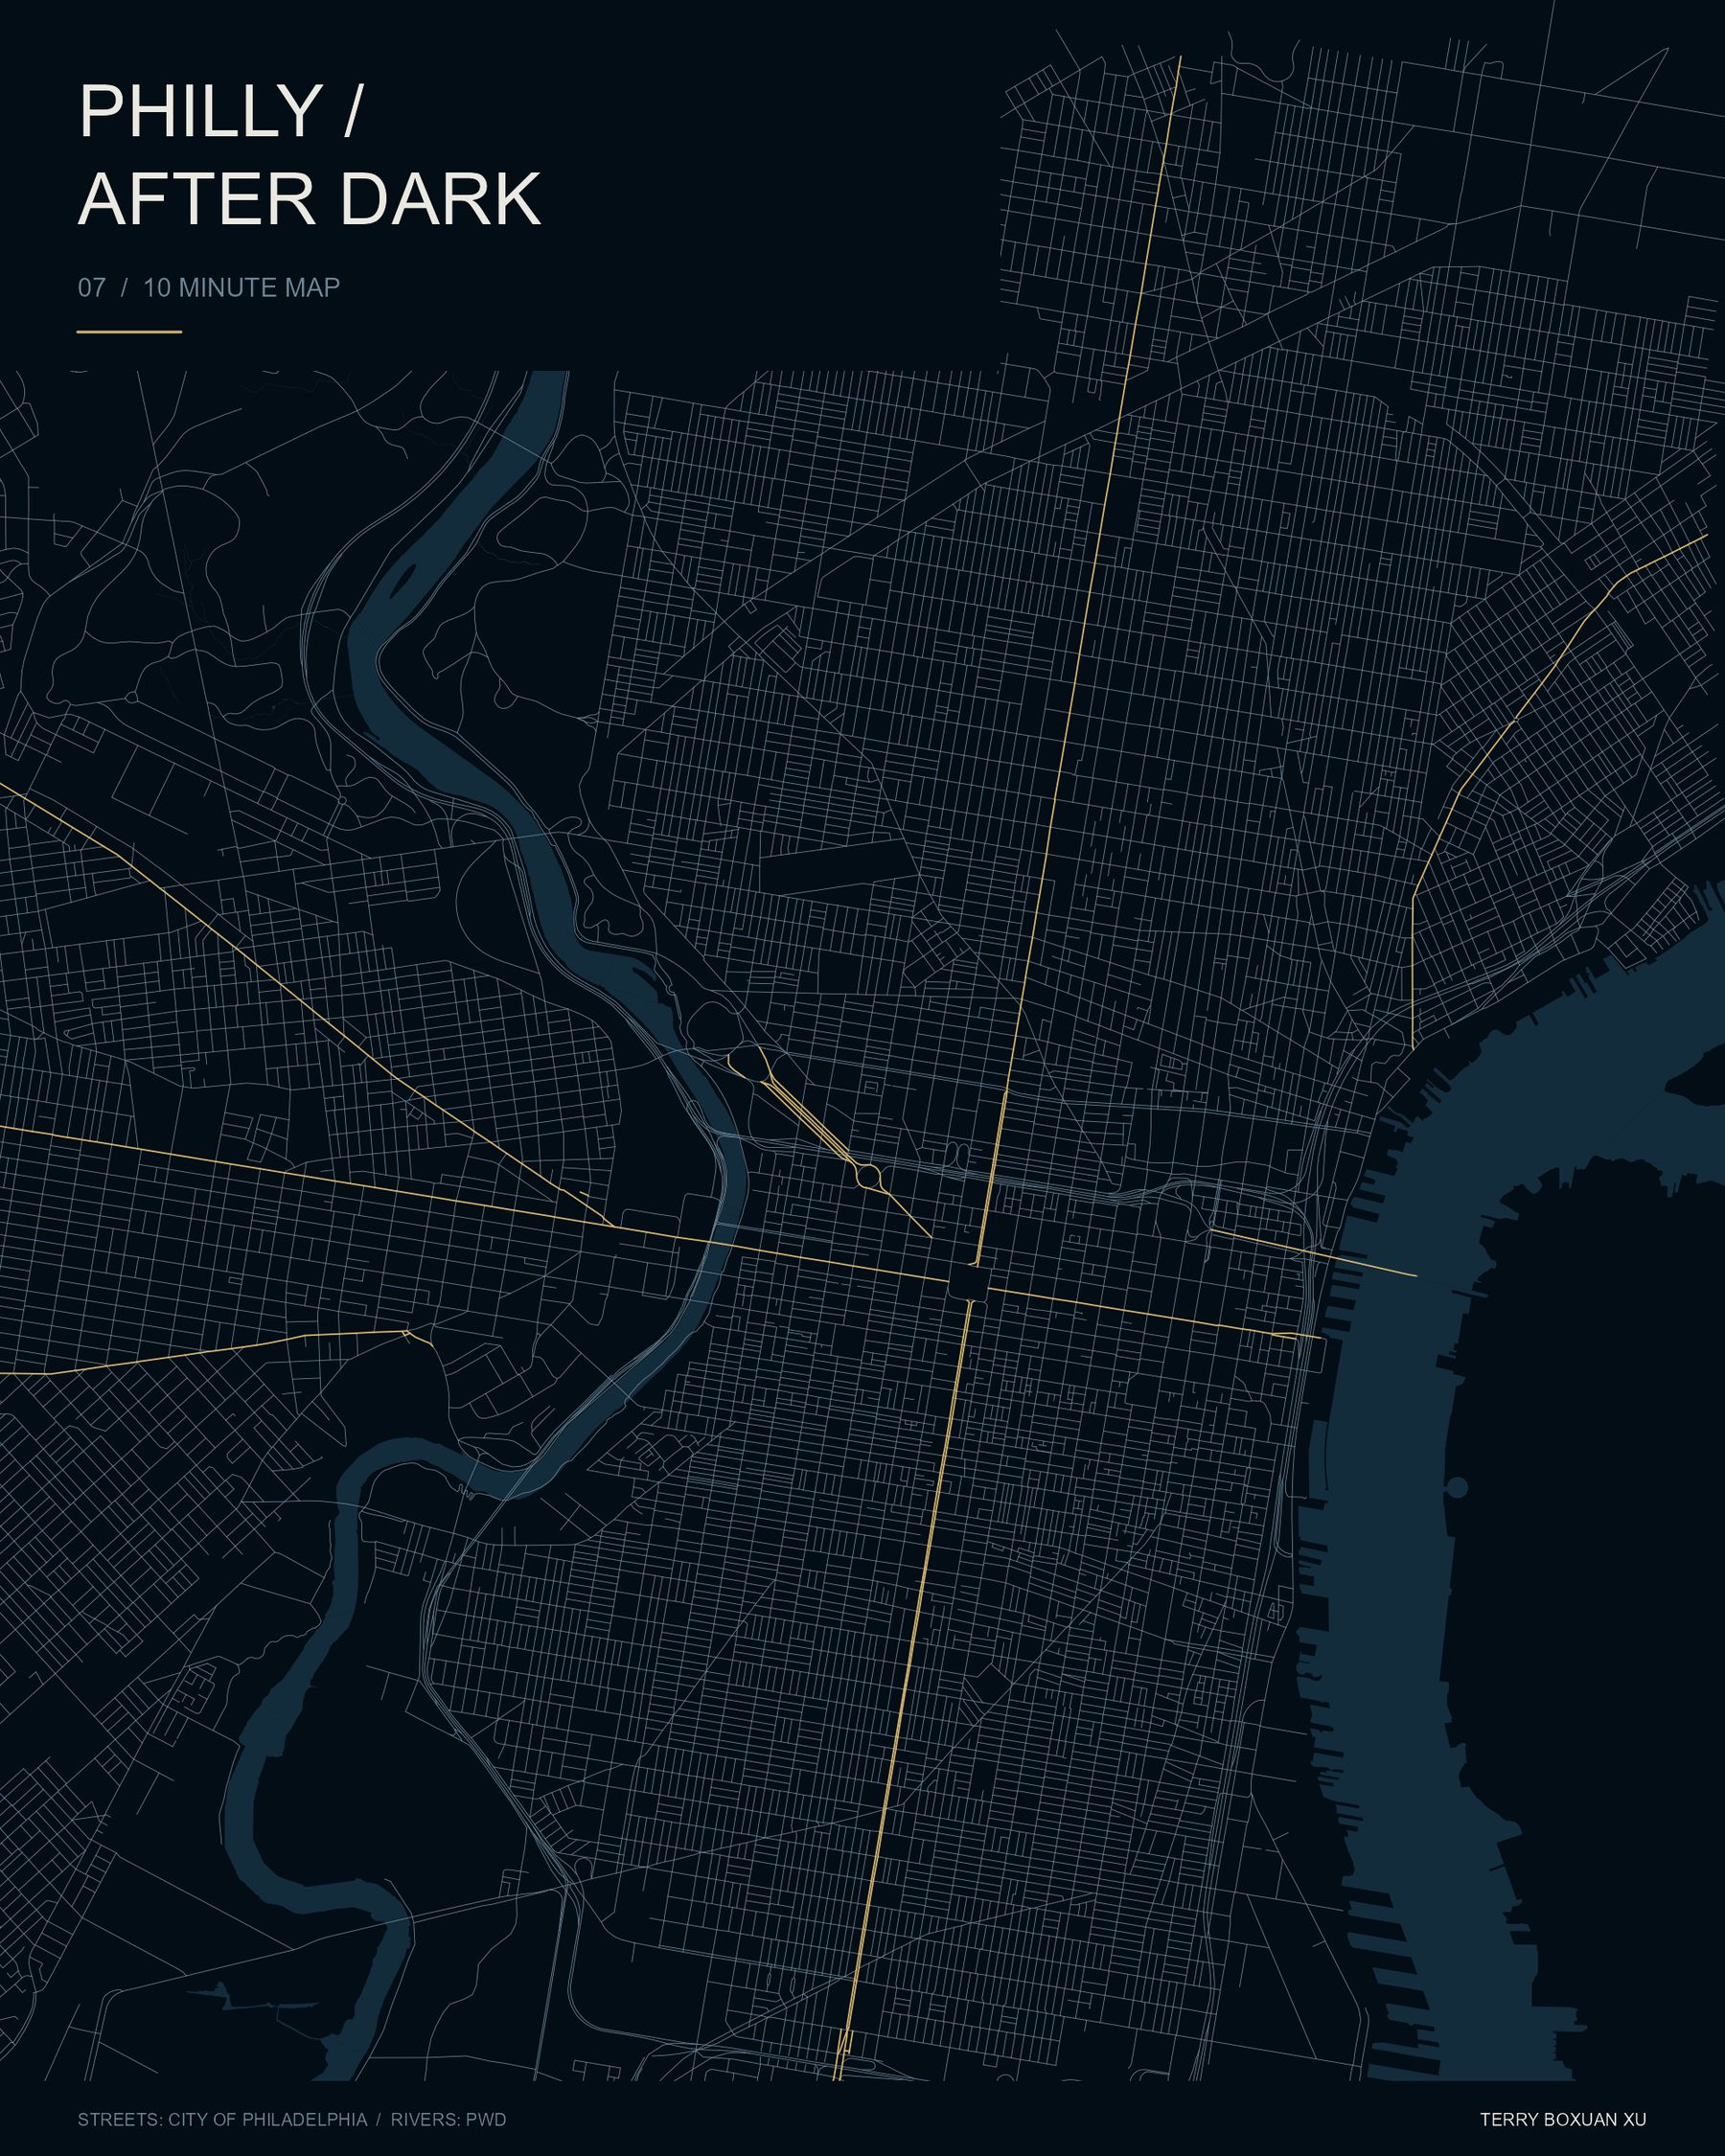 PHILLY /
AFTER DARK
07 / 10 MINUTE MAP
STREETS: CITY OF PHILADELPHIA / RIVERS: PWD
TERRY BOXUAN XU